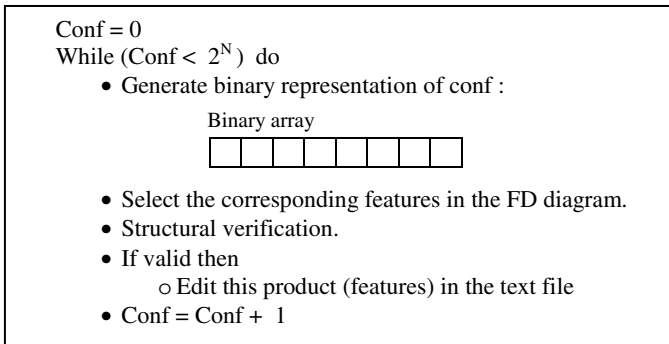 Conf = 0
While (Conf < 2^N) do
• Generate binary representation of conf :
Binary array
• Select the corresponding features in the FD diagram.
• Structural verification.
• If valid then
o Edit this product (features) in the text file
• Conf = Conf + 1